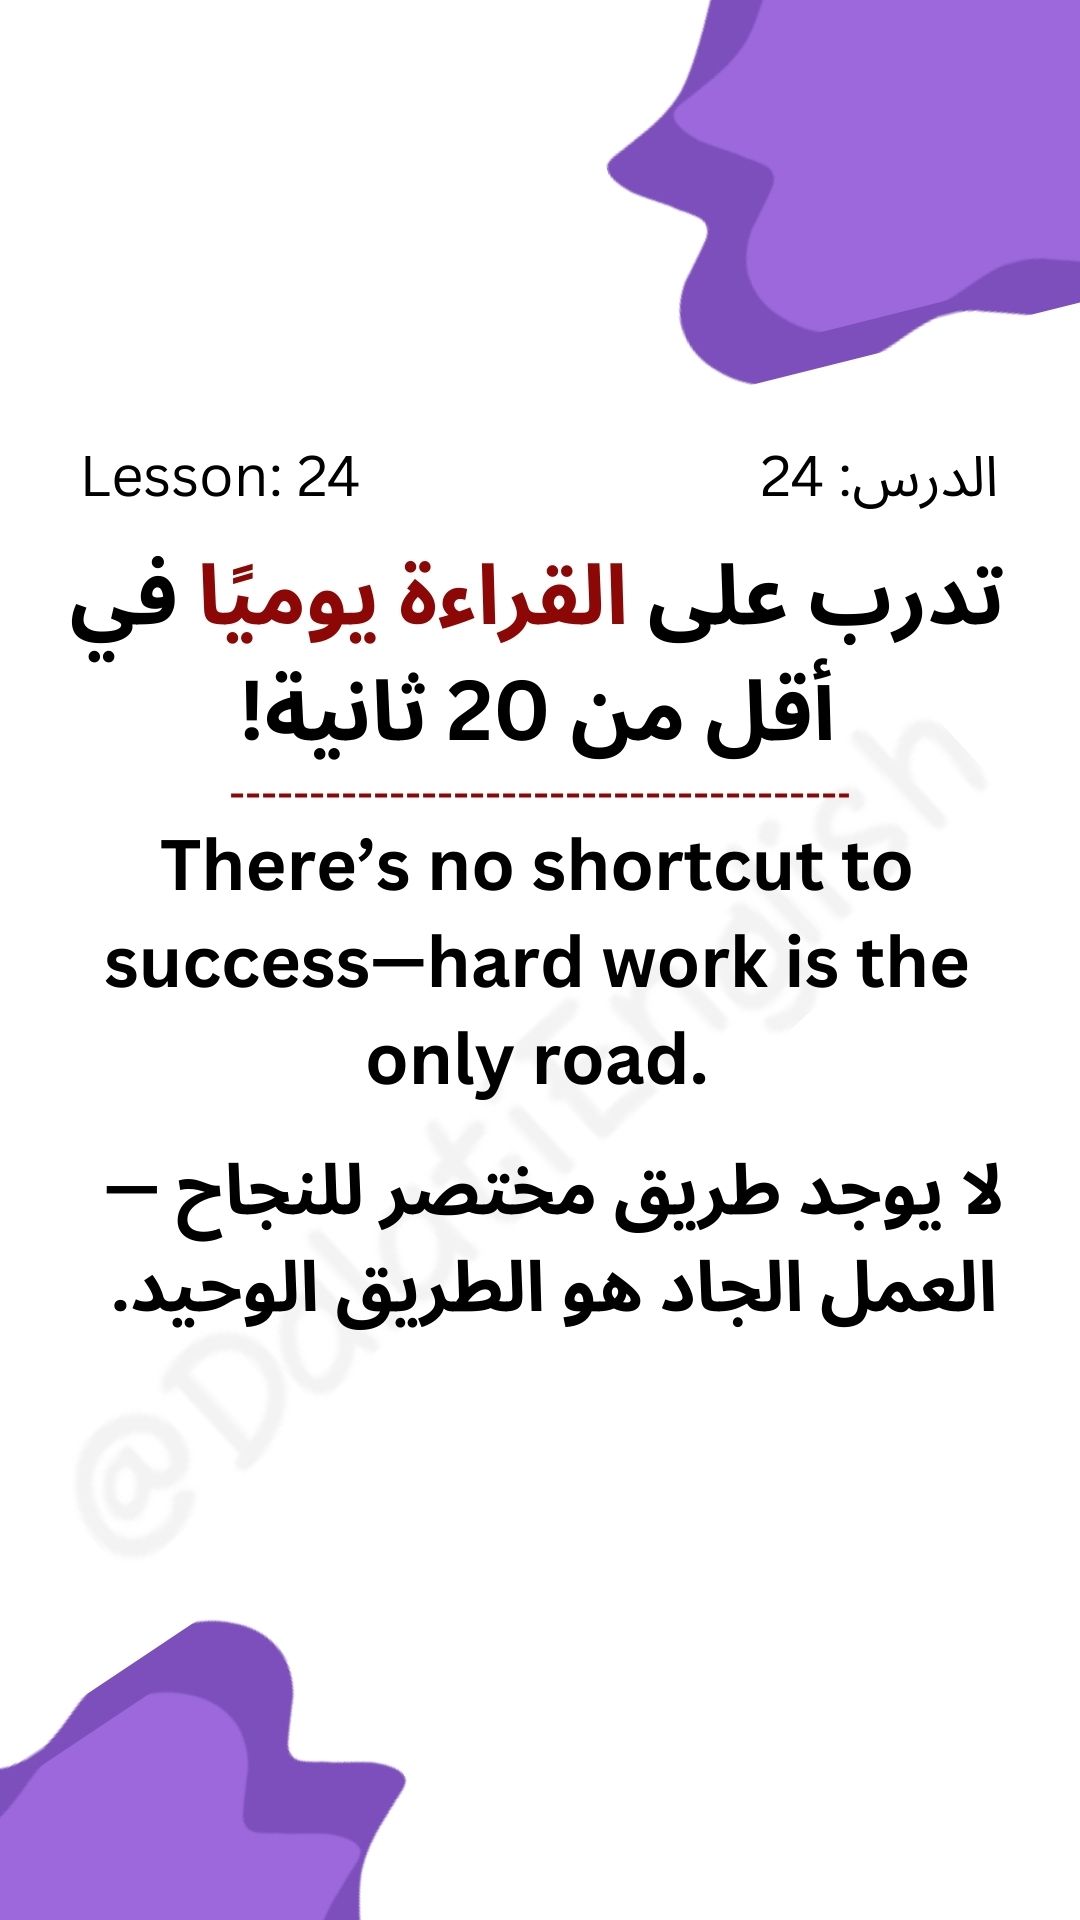 Lesson: 24
الدرس: 24
تدرب على القراءة يوميًا في
أقل من 20 ثانية!
There’s no shortcut to
success—hard work is the
only road.
لا يوجد طريق مختصر للنجاح —
العمل الجاد هو الطريق الوحيد.
@DalatiEnglish